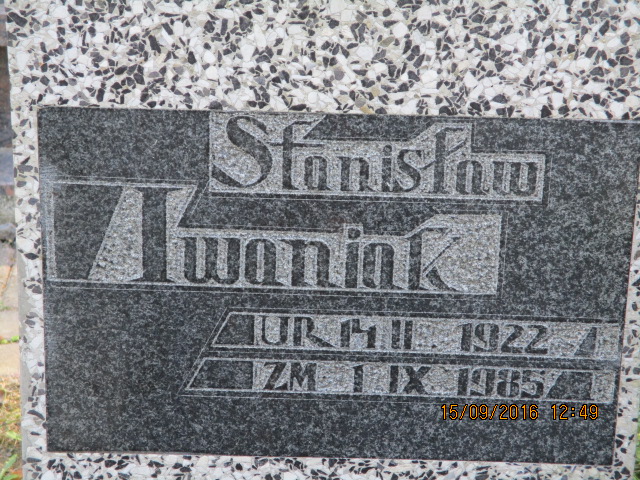 Stanisław
Iwaniak
UR 14 II 1922
ZM 1 IX 1985
15/09/2016 12:49